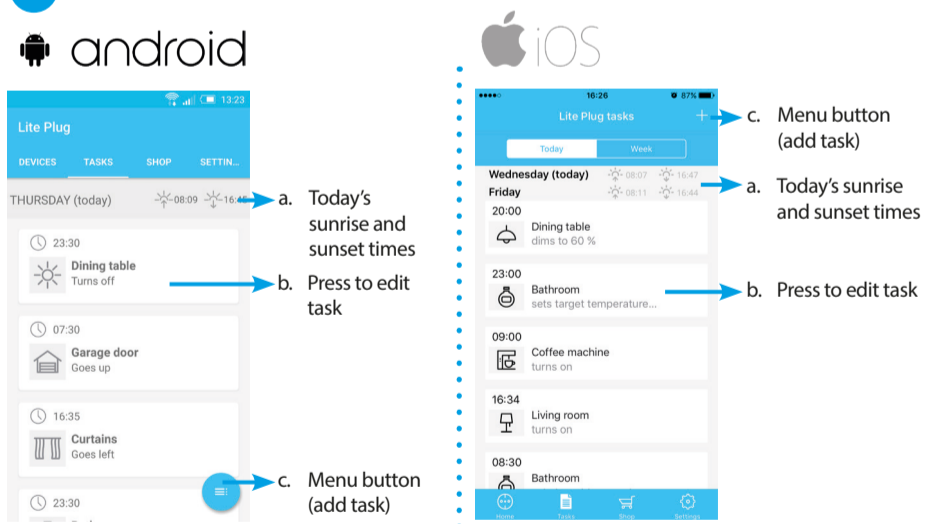 android
13:23
Lite Plug
DEVICES TASKS SHOP SETTIN...
THURSDAY (today) 08:09
23:30
Dining table
Turns off
07:30
Garage door
Goes up
16:35
Curtains
Goes left
23:30
a. Today's
sunrise and
sunset times
b. Press to edit
task
c. Menu button
(add task)
iOS
16:26 87%
Lite Plug tasks +
Today Week
Wednesday (today) 08:07 16:47
Friday 08:11 16:44
20:00
Dining table
dims to 60 %
23:00
Bathroom
sets target temperature...
09:00
Coffee machine
turns on
16:34
Living room
turns on
08:30
Bathroom
Home Tasks Shop Settings
c. Menu button
(add task)
a. Today's sunrise
and sunset times
b. Press to edit task